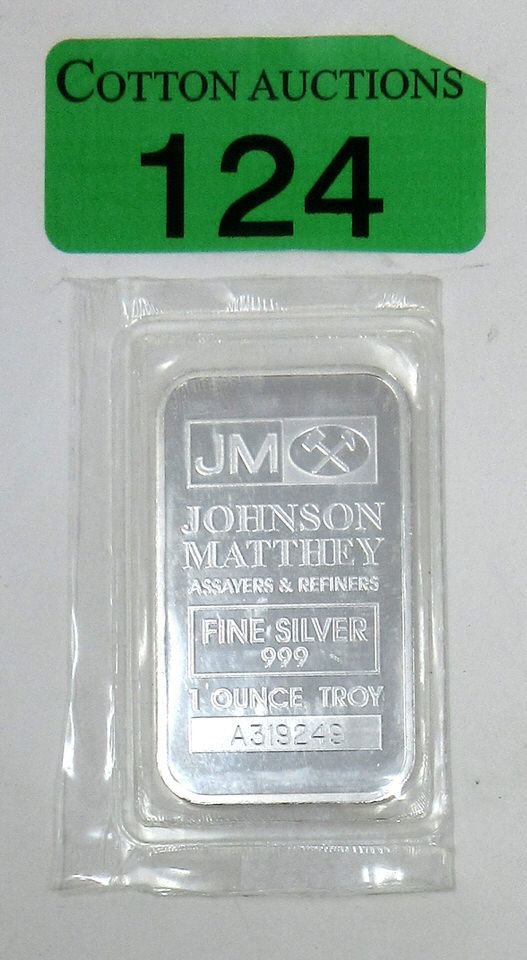 COTTON AUCTIONS
124
JM
JOHNSON
MATTHEY
ASSAYERS & REFINERS
FINE SILVER
999
1 OUNCE TROY
A319249